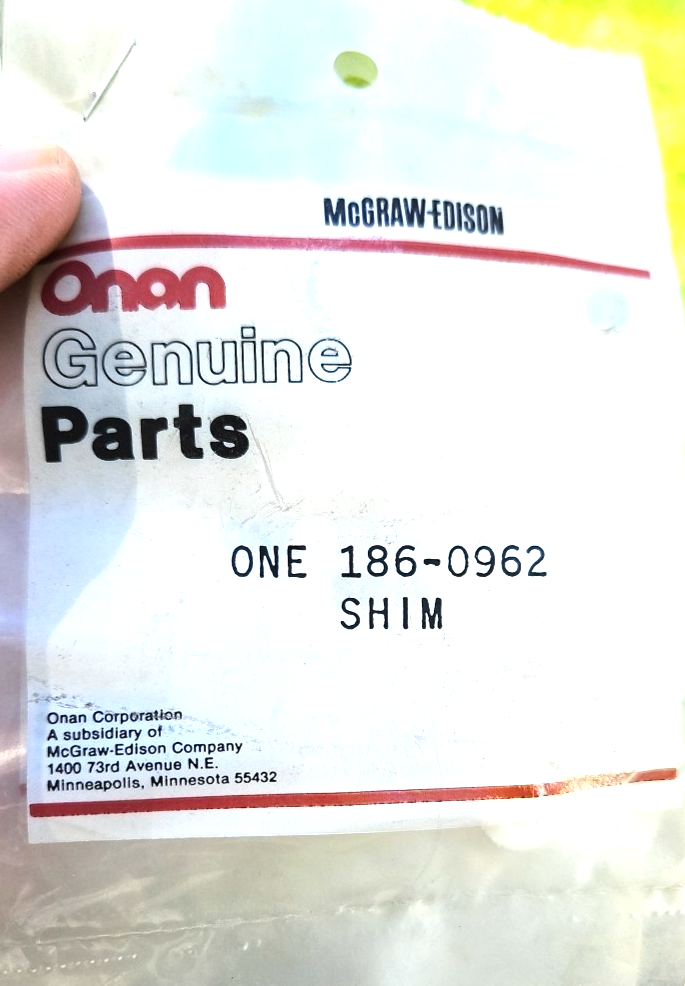 McGRAW-EDISON
Onan
Genuine
Parts
ONE 186-0962
SHIM
Onan Corporation
A subsidiary of
McGraw-Edison Company
1400 73rd Avenue N.E.
Minneapolis, Minnesota 55432